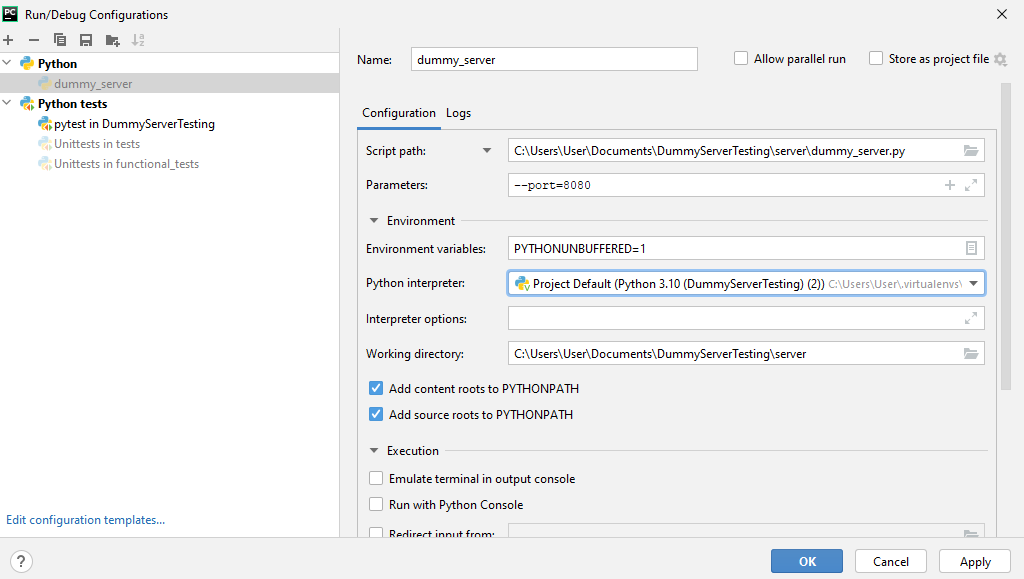 PC Run/Debug Configurations
Python
dummy_server
Python tests
pytest in DummyServerTesting
Unittests in tests
Unittests in functional_tests
Edit configuration templates...
?
Name: dummy_server Allow parallel run Store as project file
Configuration Logs
Script path: C:\Users\User\Documents\DummyServerTesting\server\dummy_server.py
Parameters: --port=8080
Environment
Environment variables: PYTHONUNBUFFERED=1
Python interpreter: Project Default (Python 3.10 (DummyServerTesting) (2)) C:\Users\User\.virtualenvs\
Interpreter options:
Working directory: C:\Users\User\Documents\DummyServerTesting\server
Add content roots to PYTHONPATH
Add source roots to PYTHONPATH
Execution
Emulate terminal in output console
Run with Python Console
Redirect input from:
OK Cancel Apply